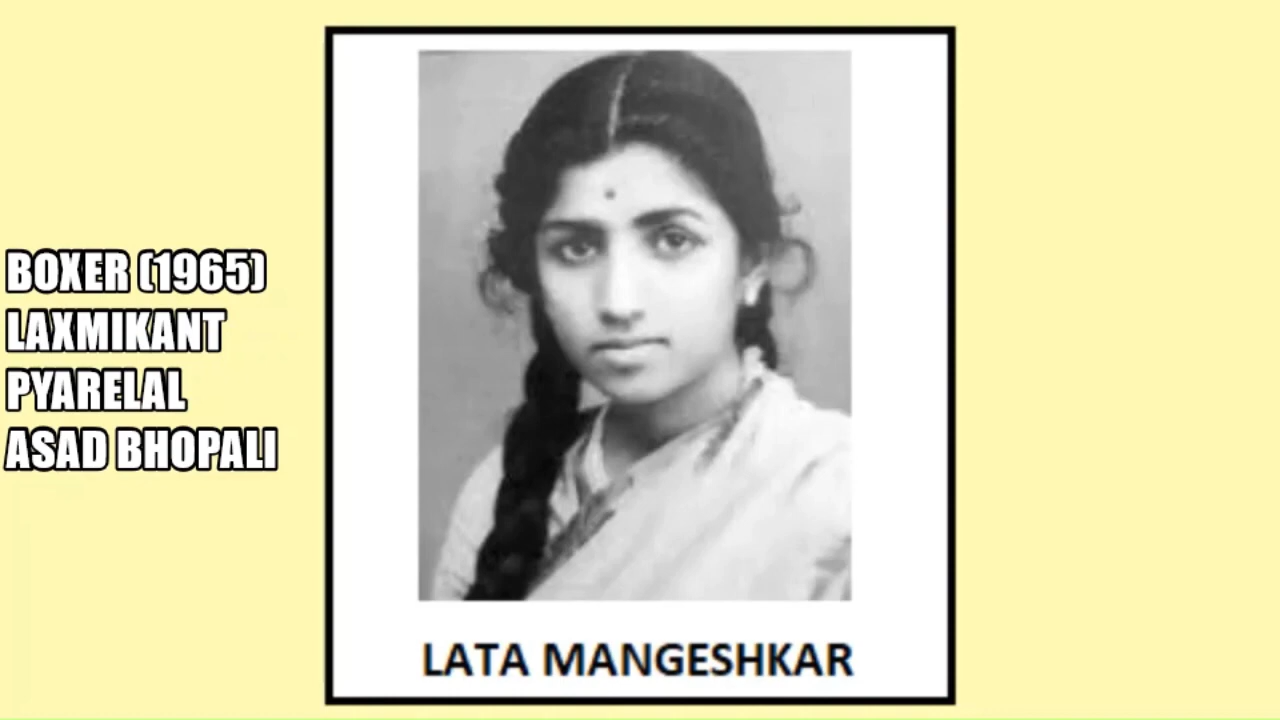 BOXER (1965)
LAXMIKANT
PYARELAL
ASAD BHOPALI
LATA MANGESHKAR